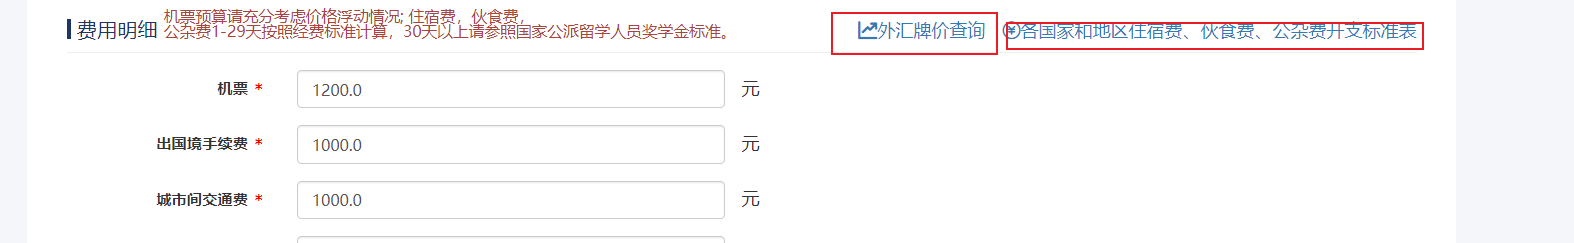 机票预算请充分考虑价格浮动情况; 住宿费，伙食费，
费用明细 公杂费1-29天按照经费标准计算，30天以上请参照国家公派留学人员奖学金标准。 外汇牌价查询 各国家和地区住宿费、伙食费、公杂费开支标准表
机票 * 1200.0 元
出国境手续费 * 1000.0 元
城市间交通费 * 1000.0 元